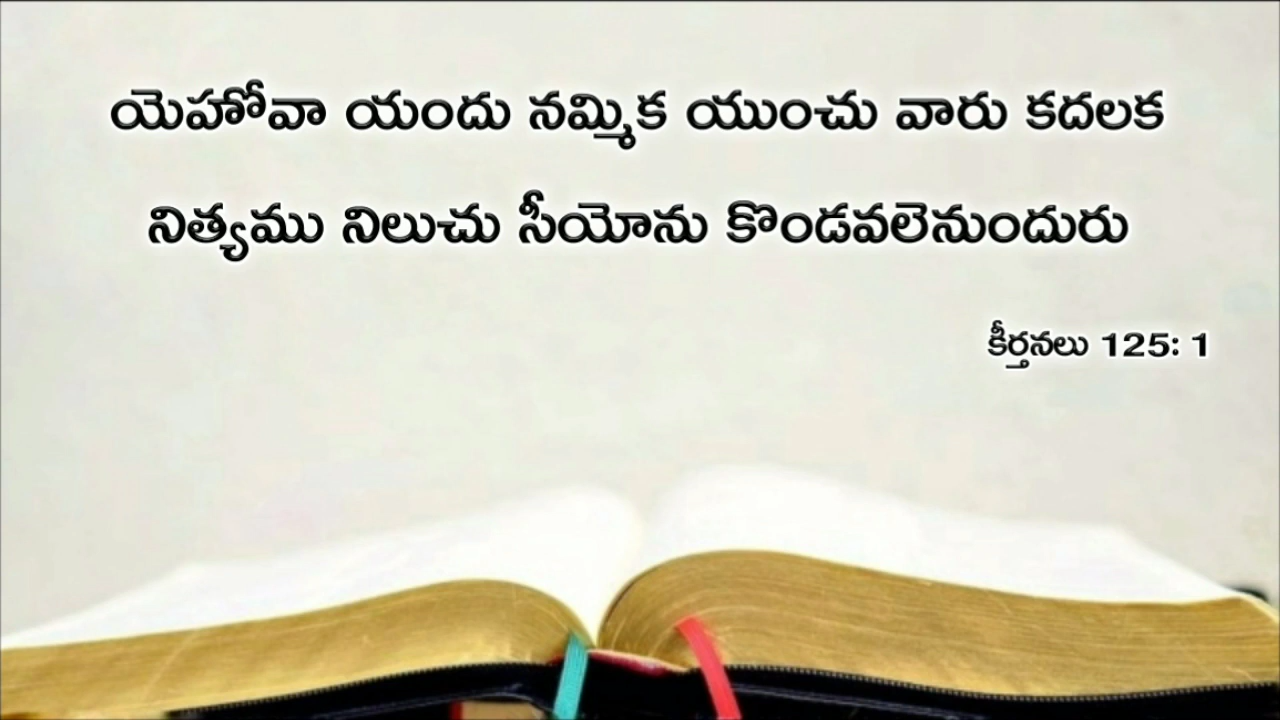 యెహోవా యందు నమ్మిక యుంచు వారు కదలక
నిత్యము నిలుచు సీయోను కొండవలెనుందురు
కీర్తనలు 125: 1